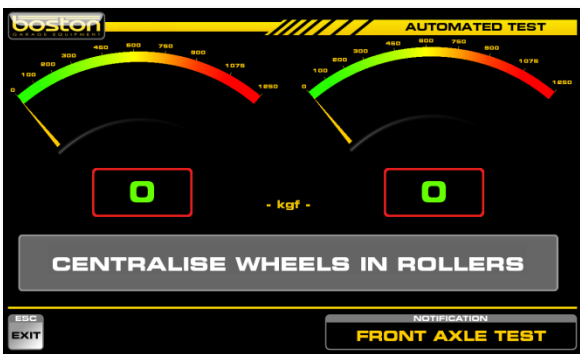 boston
GARAGE EQUIPMENT
AUTOMATED TEST
0 100 200 300 450 600 750 900 1075 1250
0 100 200 300 450 600 750 900 1075 1250
0 0
- kgf -
CENTRALISE WHEELS IN ROLLERS
ESC
EXIT
NOTIFICATION
FRONT AXLE TEST